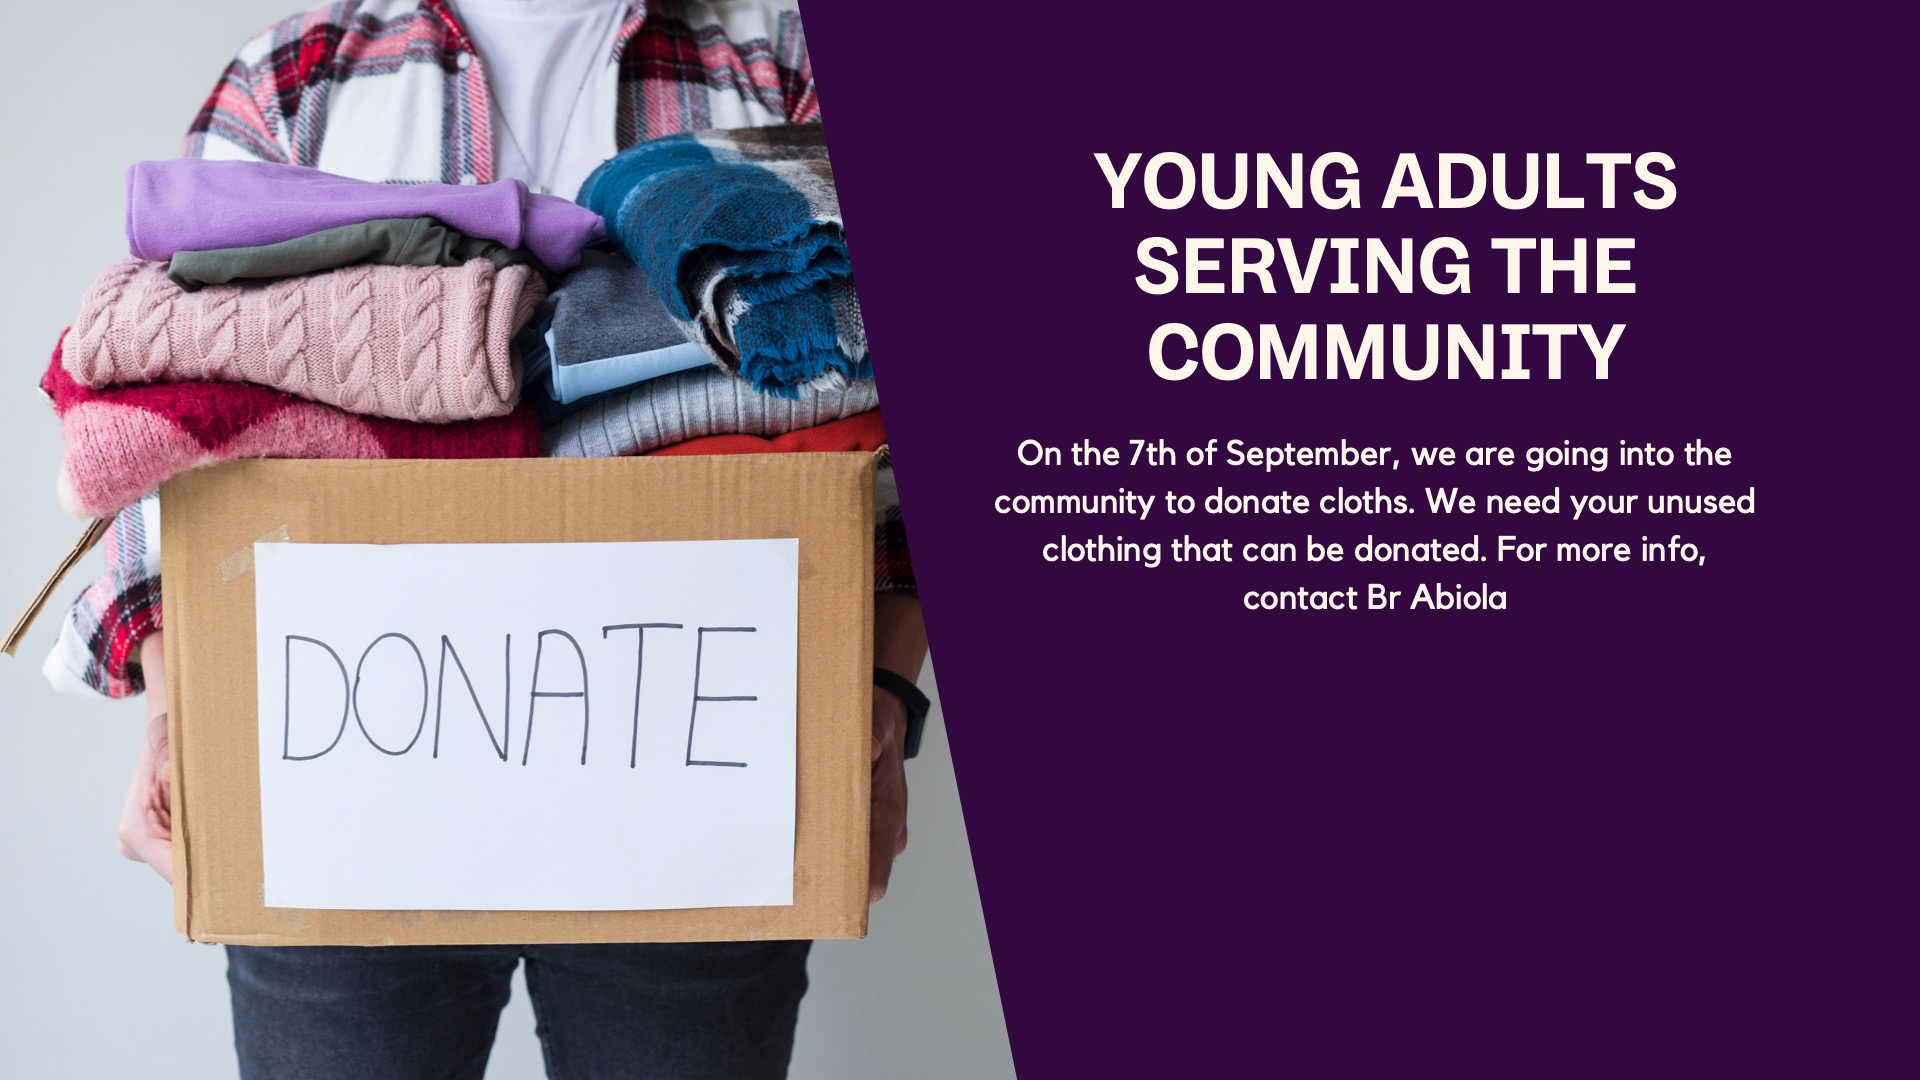 YOUNG ADULTS
SERVING THE
COMMUNITY
On the 7th of September, we are going into the
community to donate cloths. We need your unused
clothing that can be donated. For more info,
contact Br Abiola
DONATE